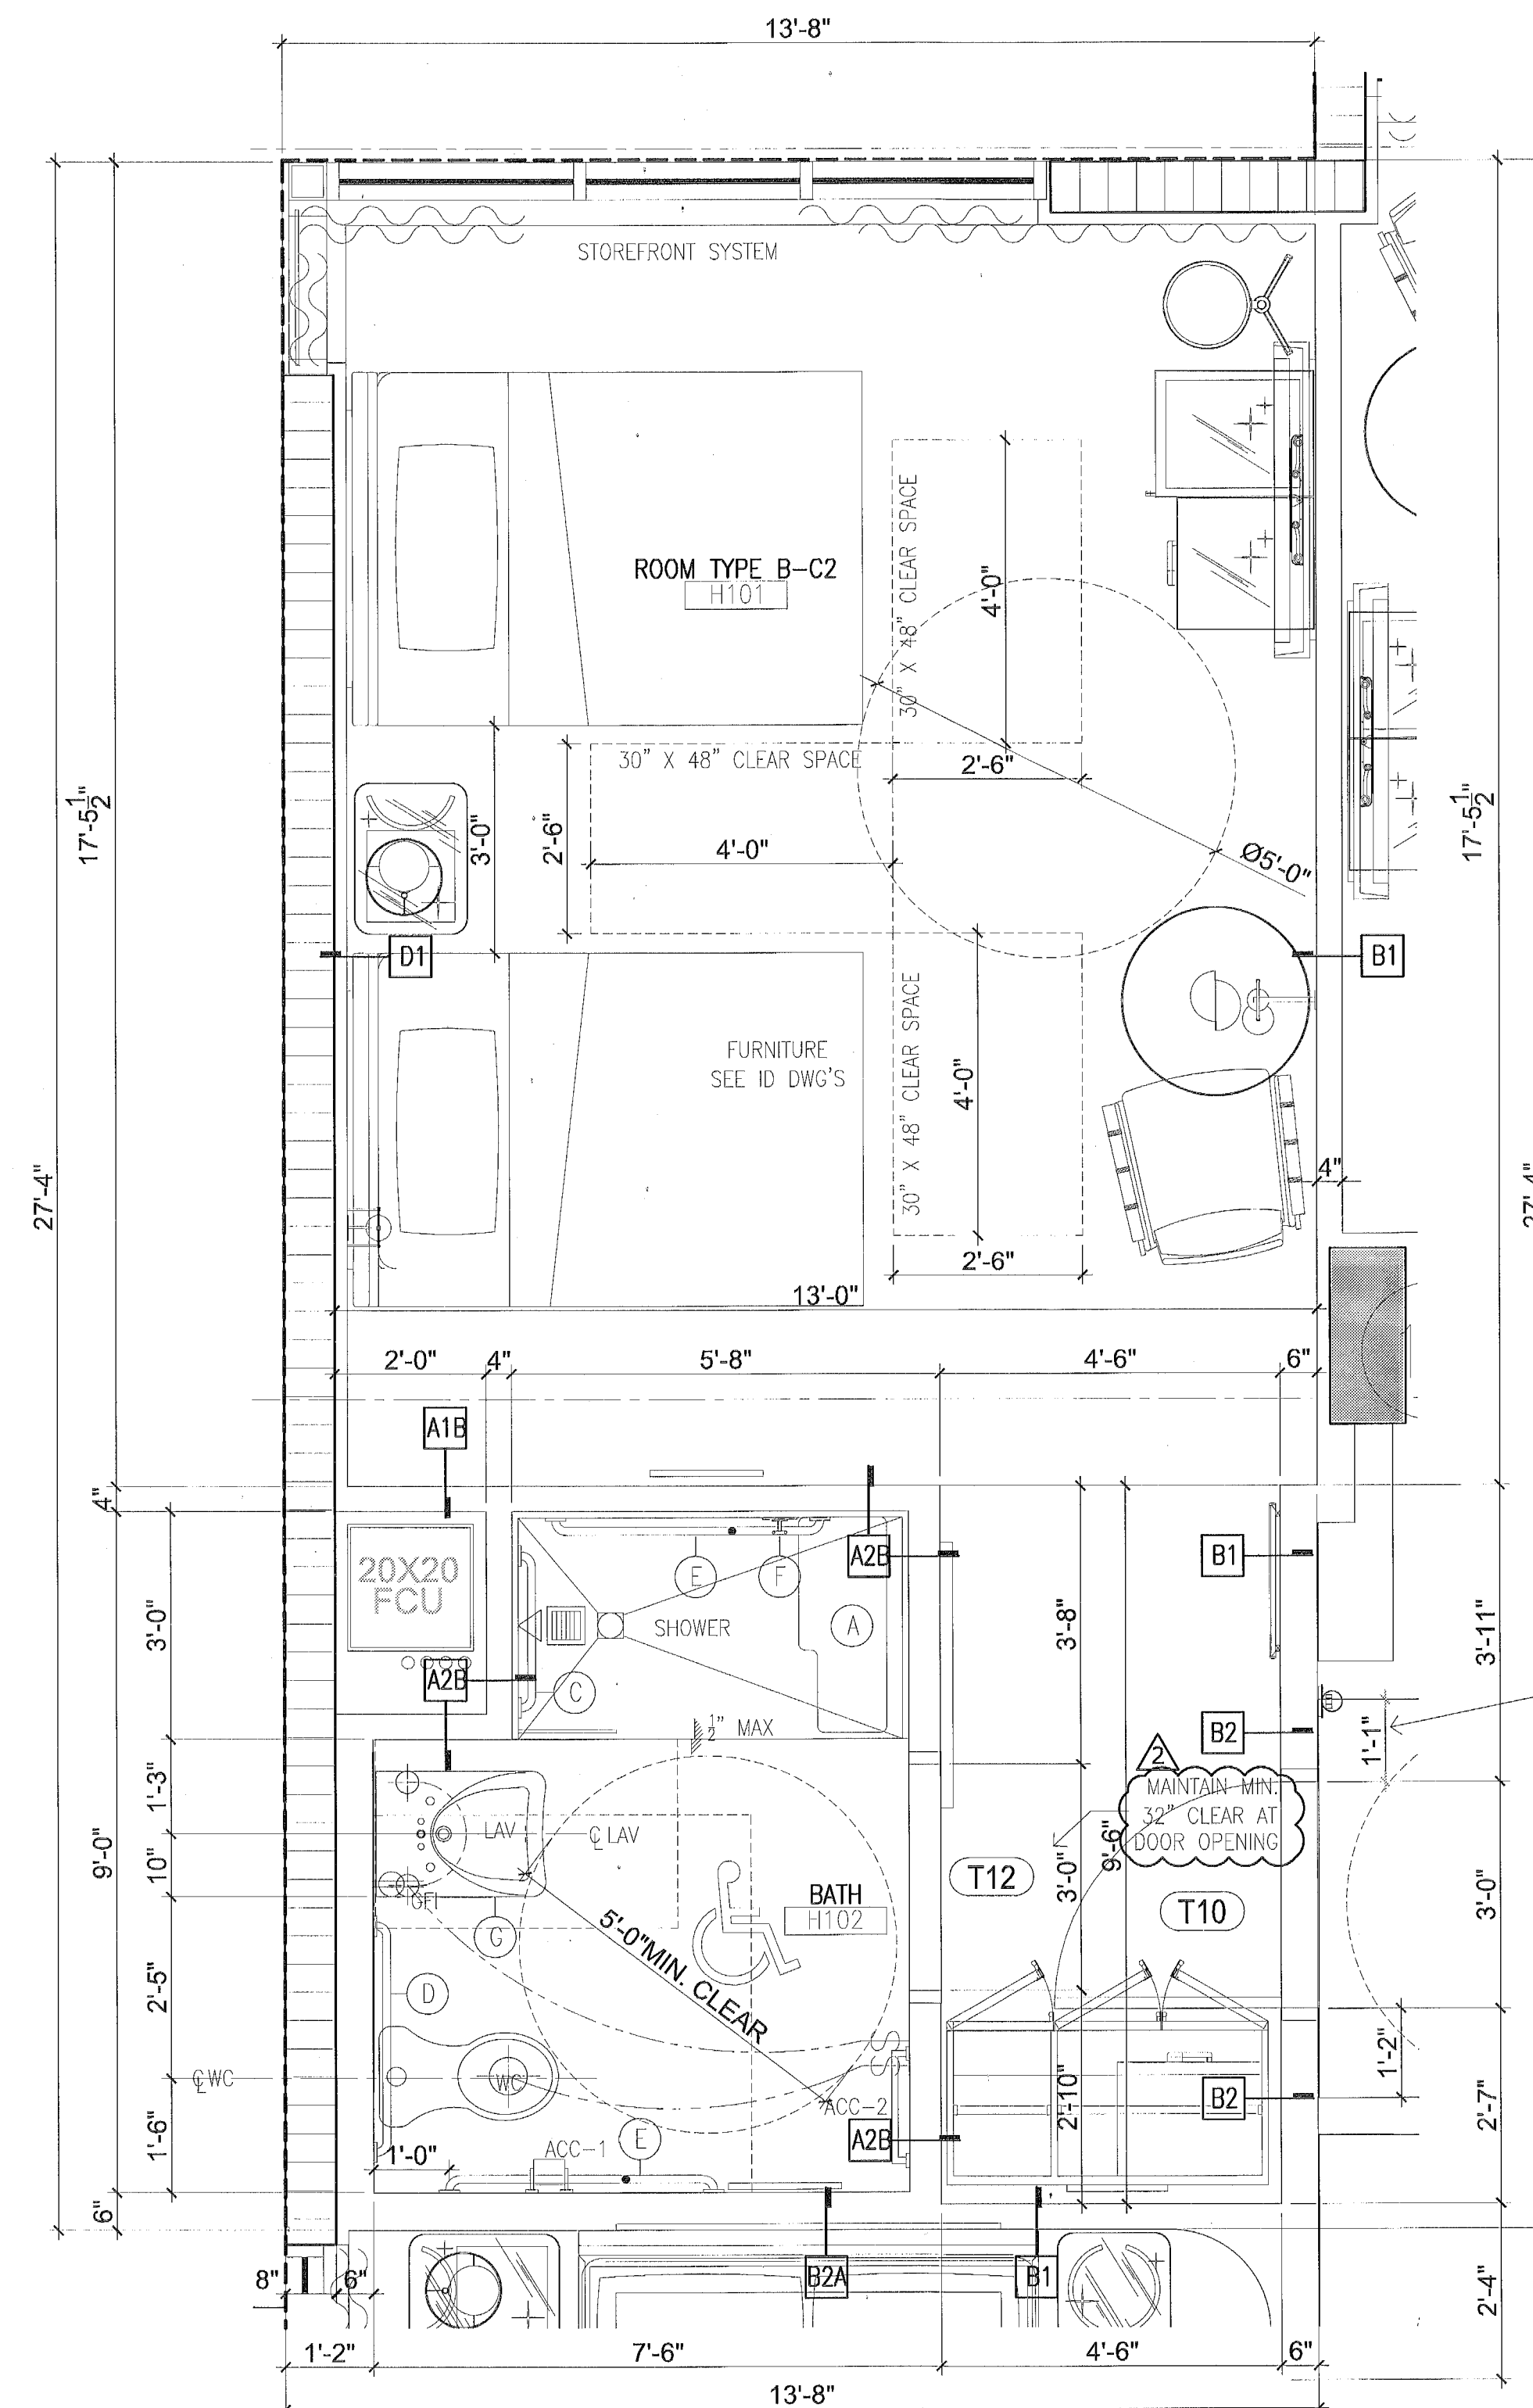 13'-8"
STOREFRONT SYSTEM
ROOM TYPE B-C2
H101
30" X 48" CLEAR SPACE
4'-0"
30" X 48" CLEAR SPACE
2'-6"
17'-5 1/2"
3'-0"
2'-6"
4'-0"
Ø5'-0"
17'-5 1/2"
D1
B1
FURNITURE
SEE ID DWG'S
30" X 48" CLEAR SPACE
4'-0"
27'-4"
4"
27'-4"
2'-6"
13'-0"
2'-0"
4"
5'-8"
4'-6"
6"
A1B
4"
20X20
FCU
E
F
A2B
B1
A
SHOWER
3'-0"
3'-8"
3'-11"
A2B
C
1/2" MAX
B2
1'-1"
2
MAINTAIN MIN.
32" CLEAR AT
DOOR OPENING
1'-3"
LAV
℄ LAV
9'-0"
10"
GFI
G
BATH
H102
T12
3'-0"
9'-6"
T10
3'-0"
5'-0"MIN. CLEAR
2'-5"
D
℄WC
WC
1'-2"
2'-10"
B2
2'-7"
ACC-2
A2B
1'-6"
1'-0"
ACC-1
E
6"
8"
6"
B2A
B1
2'-4"
1'-2"
7'-6"
4'-6"
6"
13'-8"